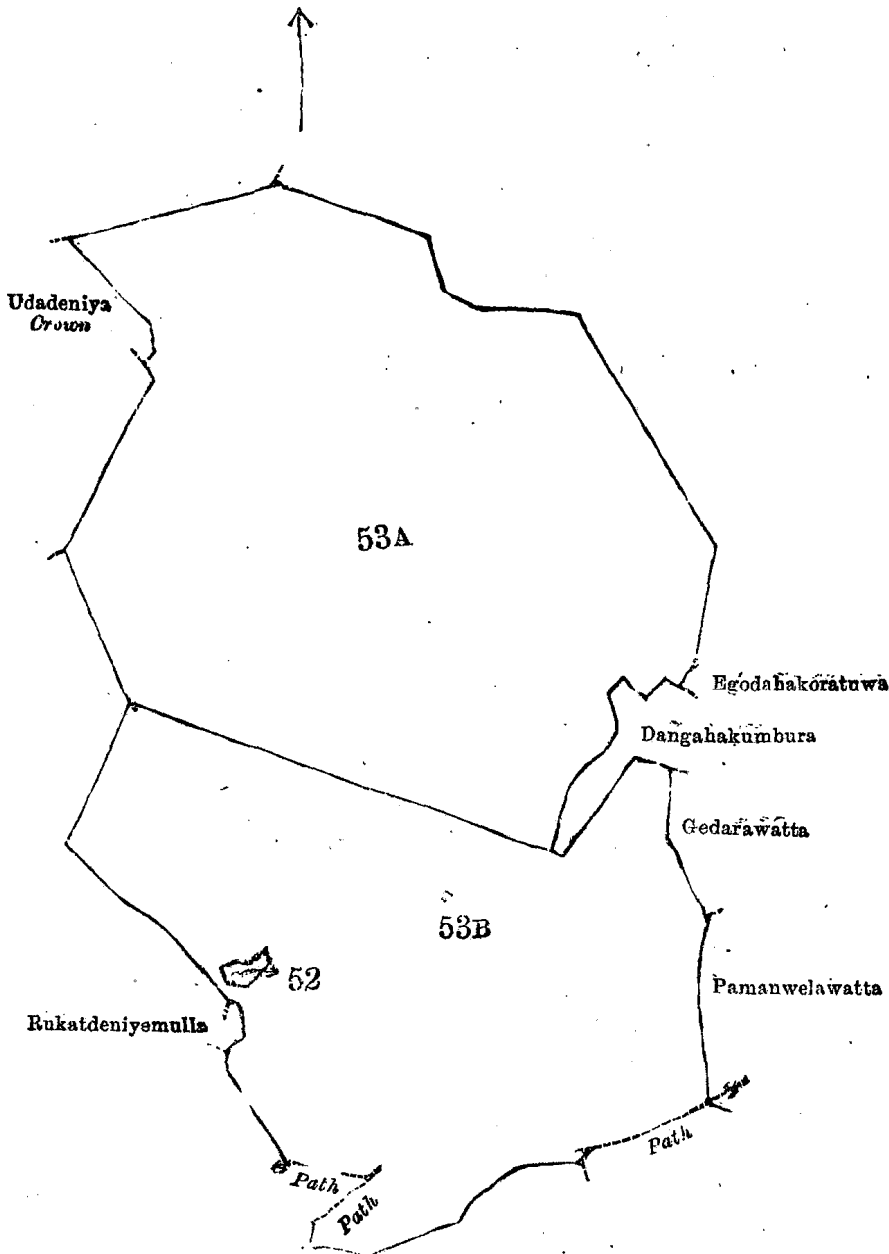 Udadeniya
Crown
53A
Egodahakoratuwa
Dangahakumbura
Gedarawatta
53B
52
Pamanwelawatta
Rukatdeniyemulla
Path
Path
Path